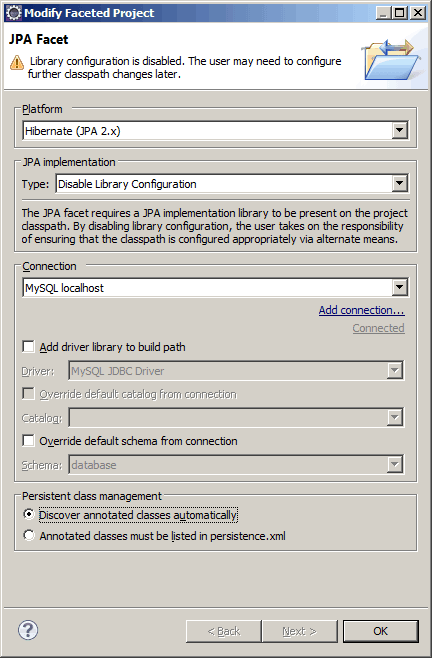 Modify Faceted Project
JPA Facet
Library configuration is disabled. The user may need to configure
further classpath changes later.
Platform
Hibernate (JPA 2.x)
JPA implementation
Type: Disable Library Configuration
The JPA facet requires a JPA implementation library to be present on the project
classpath. By disabling library configuration, the user takes on the responsibility
of ensuring that the classpath is configured appropriately via alternate means.
Connection
MySQL localhost
Add connection...
Connected
Add driver library to build path
Driver: MySQL JDBC Driver
Override default catalog from connection
Catalog:
Override default schema from connection
Schema: database
Persistent class management
Discover annotated classes automatically
Annotated classes must be listed in persistence.xml
? < Back Next > OK